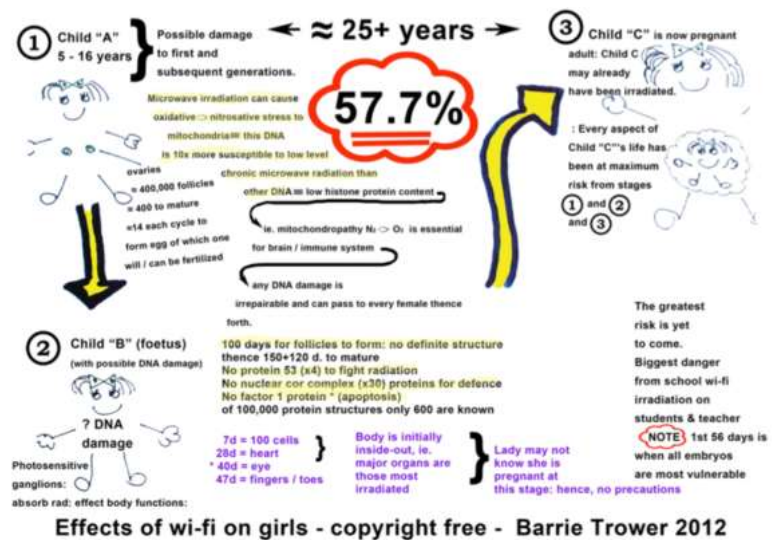 1
Child "A"
5 - 16 years
Possible damage
to first and
subsequent generations.
≈ 25+ years
57.7%
Microwave irradiation can cause
oxidative -> nitrosative stress to
mitochondria≡ this DNA
is 10x more susceptible to low level
chronic microwave radiation than
other DNA≡ low histone protein content
ie. mitochondropathy N₂ -> O₂ is essential
for brain / immune system
any DNA damage is
irrepairable and can pass to every female thence
forth.
ovaries
= 400,000 follicles
= 400 to mature
=14 each cycle to
form egg of which one
will / can be fertilized
3
Child "C" is now pregnant
adult: Child C
may already
have been irradiated.
: Every aspect of
Child "C"'s life has
been at maximum
risk from stages
1 and 2
and 3
2
Child "B" (foetus)
(with possible DNA damage)
? DNA
damage
Photosensitive
ganglions:
absorb rad: effect body functions:
100 days for follicles to form: no definite structure
thence 150+120 d. to mature
No protein 53 (x4) to fight radiation
No nuclear cor complex (x30) proteins for defence
No factor 1 protein * (apoptosis)
of 100,000 protein structures only 600 are known
7d = 100 cells
28d = heart
* 40d = eye
47d = fingers / toes
Body is initially
inside-out, ie.
major organs are
those most
irradiated
Lady may not
know she is
pregnant at
this stage: hence, no precautions
The greatest
risk is yet
to come.
Biggest danger
from school wi-fi
irradiation on
students & teacher
NOTE 1st 56 days is
when all embryos
are most vulnerable
Effects of wi-fi on girls - copyright free - Barrie Trower 2012